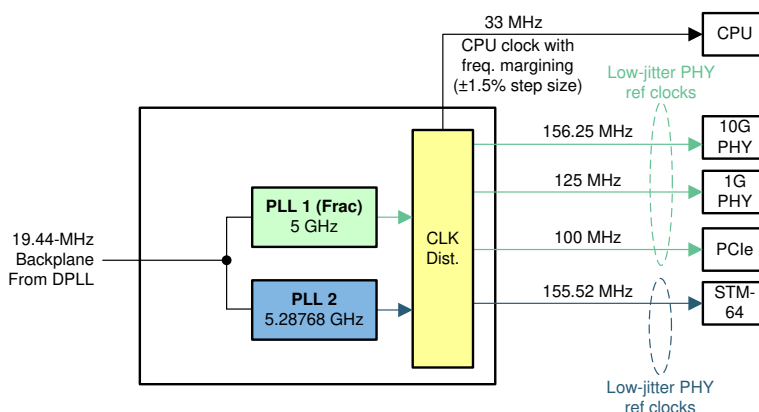 33 MHz
CPU clock with
freq. margining
(±1.5% step size)
CPU
Low-jitter PHY
ref clocks
156.25 MHz
10G
PHY
125 MHz
1G
PHY
100 MHz
PCIe
155.52 MHz
STM-
64
Low-jitter PHY
ref clocks
19.44-MHz
Backplane
From DPLL
PLL 1 (Frac)
5 GHz
PLL 2
5.28768 GHz
CLK
Dist.